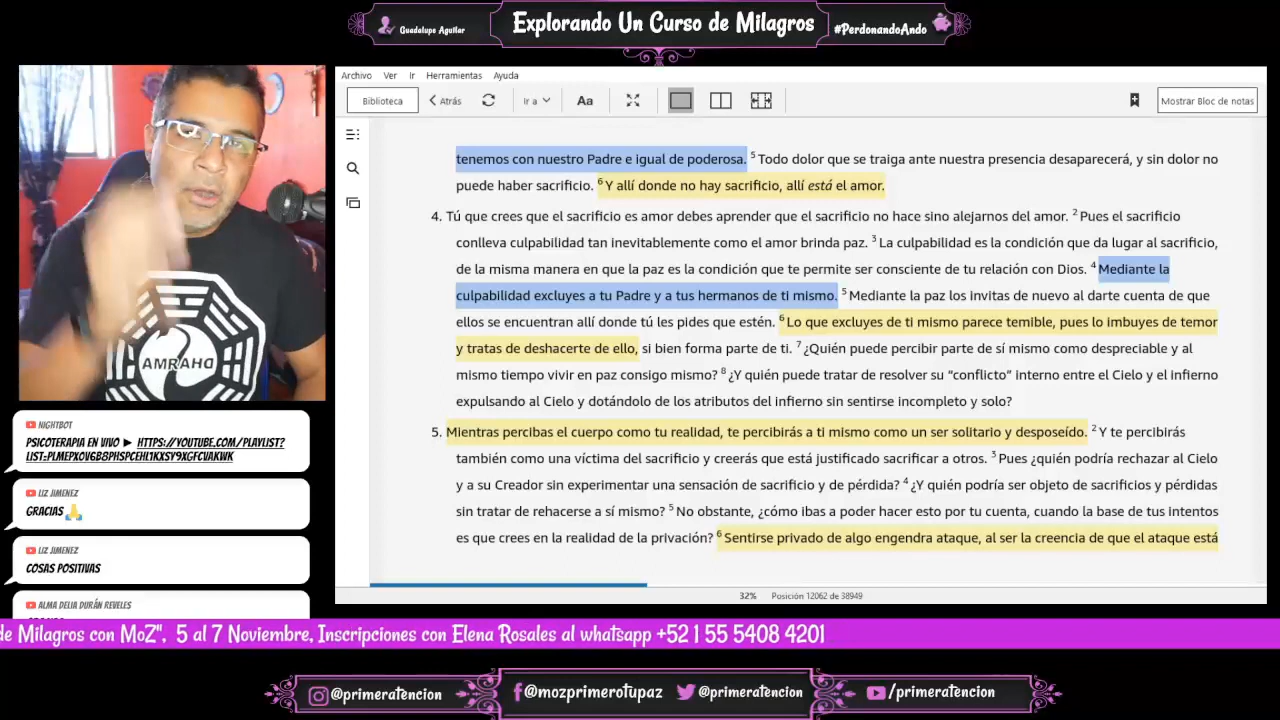 Guadalupe Aguilar
Explorando Un Curso de Milagros
#PerdonandoAndo
Archivo Ver Ir Herramientas Ayuda
Biblioteca
Atrás
Ir a
Aa
Mostrar Bloc de notas
tenemos con nuestro Padre e igual de poderosa. 5 Todo dolor que se traiga ante nuestra presencia desaparecerá, y sin dolor no
puede haber sacrificio. 6 Y allí donde no hay sacrificio, allí está el amor.
4. Tú que crees que el sacrificio es amor debes aprender que el sacrificio no hace sino alejarnos del amor. 2 Pues el sacrificio
conlleva culpabilidad tan inevitablemente como el amor brinda paz. 3 La culpabilidad es la condición que da lugar al sacrificio,
de la misma manera en que la paz es la condición que te permite ser consciente de tu relación con Dios. 4 Mediante la
culpabilidad excluyes a tu Padre y a tus hermanos de ti mismo. 5 Mediante la paz los invitas de nuevo al darte cuenta de que
ellos se encuentran allí donde tú les pides que estén. 6 Lo que excluyes de ti mismo parece temible, pues lo imbuyes de temor
y tratas de deshacerte de ello, si bien forma parte de ti. 7 ¿Quién puede percibir parte de sí mismo como despreciable y al
mismo tiempo vivir en paz consigo mismo? 8 ¿Y quién puede tratar de resolver su "conflicto" interno entre el Cielo y el infierno
expulsando al Cielo y dotándolo de los atributos del infierno sin sentirse incompleto y solo?
5. Mientras percibas el cuerpo como tu realidad, te percibirás a ti mismo como un ser solitario y desposeído. 2 Y te percibirás
también como una víctima del sacrificio y creerás que está justificado sacrificar a otros. 3 Pues ¿quién podría rechazar al Cielo
y a su Creador sin experimentar una sensación de sacrificio y de pérdida? 4 ¿Y quién podría ser objeto de sacrificios y pérdidas
sin tratar de rehacerse a sí mismo? 5 No obstante, ¿cómo ibas a poder hacer esto por tu cuenta, cuando la base de tus intentos
es que crees en la realidad de la privación? 6 Sentirse privado de algo engendra ataque, al ser la creencia de que el ataque está
32% Posición 12062 de 38949
AMRAHD
NIGHTBOT
PSICOTERAPIA EN VIVO ► HTTPS://YOUTUBE.COM/PLAYLIST?
LIZ JIMENEZ
GRACIAS
LIZ JIMENEZ
COSAS POSITIVAS
ALMA DELIA DURÁN REVELES
de Milagros con MoZ". 5 al 7 Noviembre, Inscripciones con Elena Rosales al whatsapp +52 1 55 5408 4201
@primeratencion
@mozprimerotupaz
@primeratencion
/primeratencion